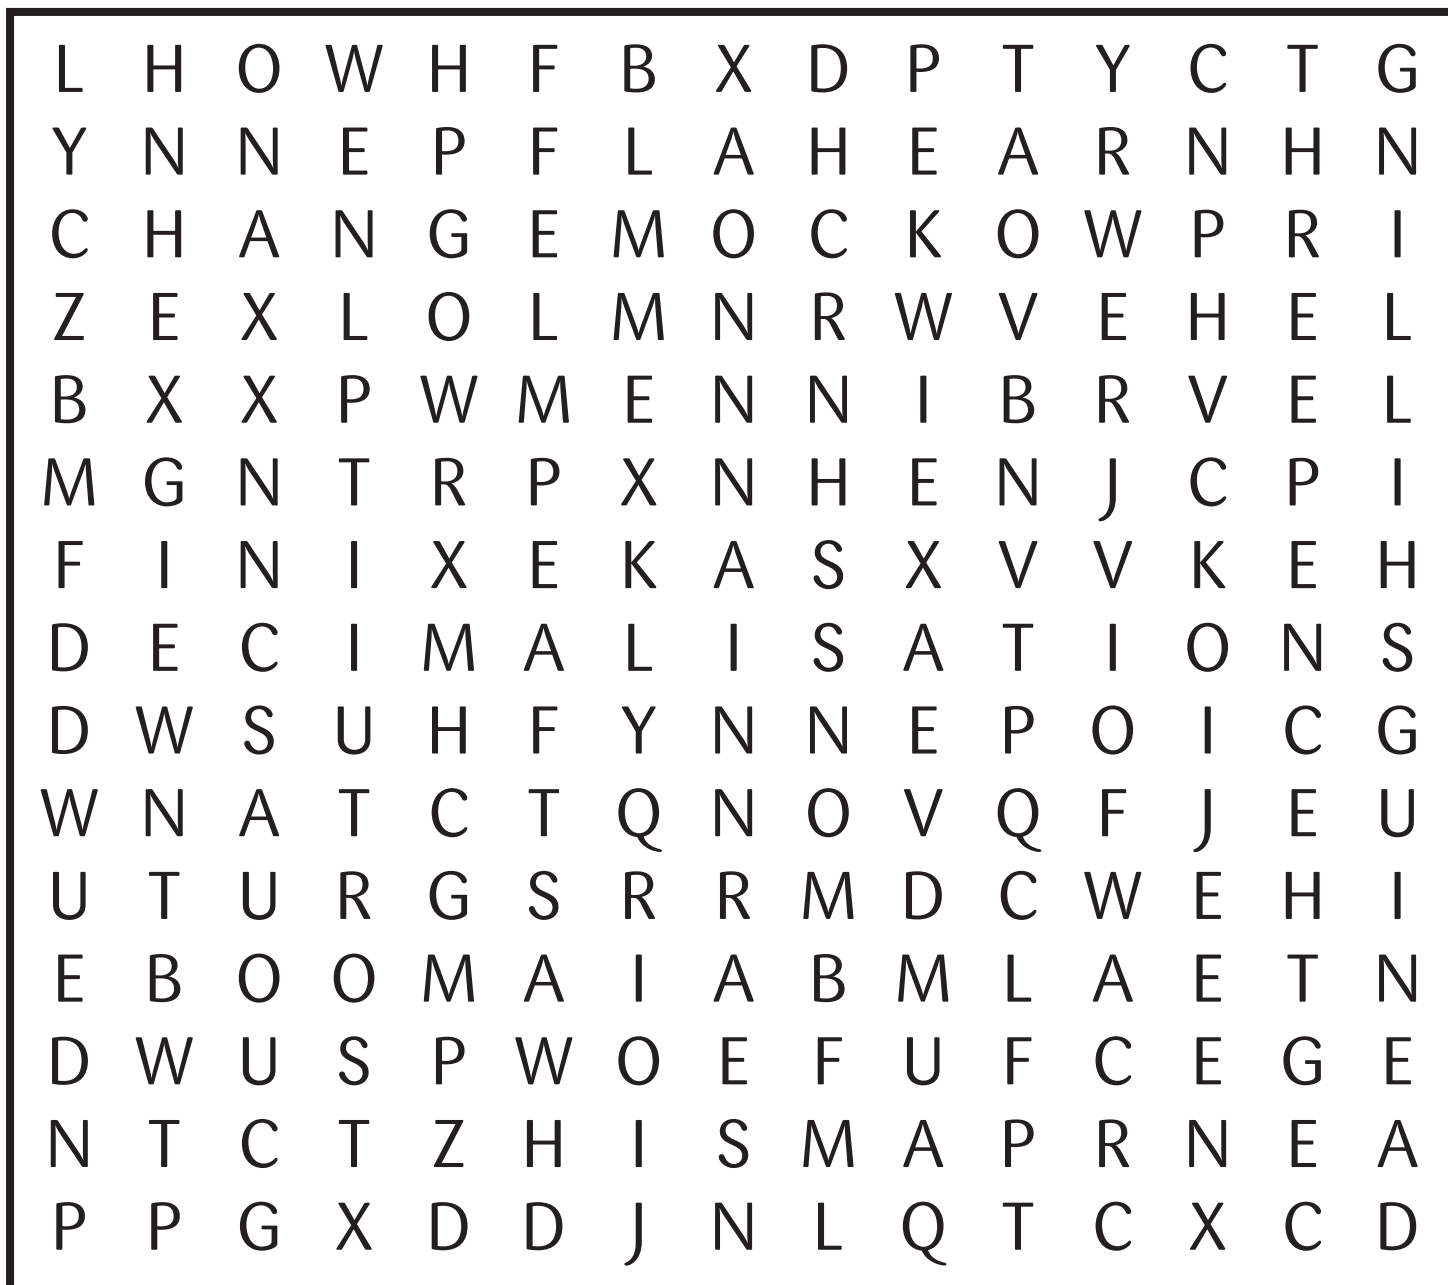 L H O W H F B X D P T Y C T G
Y N N E P F L A H E A R N H N
C H A N G E M O C K O W P R I
Z E X L O L M N R W V E H E L
B X X P W M E N N I B R V E L
M G N T R P X N H E N J C P I
F I N I X E K A S X V V K E H
D E C I M A L I S A T I O N S
D W S U H F Y N N E P O I C G
W N A T C T Q N O V Q F J E U
U T U R G S R R M D C W E H I
E B O O M A I A B M L A E T N
D W U S P W O E F U F C E G E
N T C T Z H I S M A P R N E A
P P G X D D J N L Q T C X C D